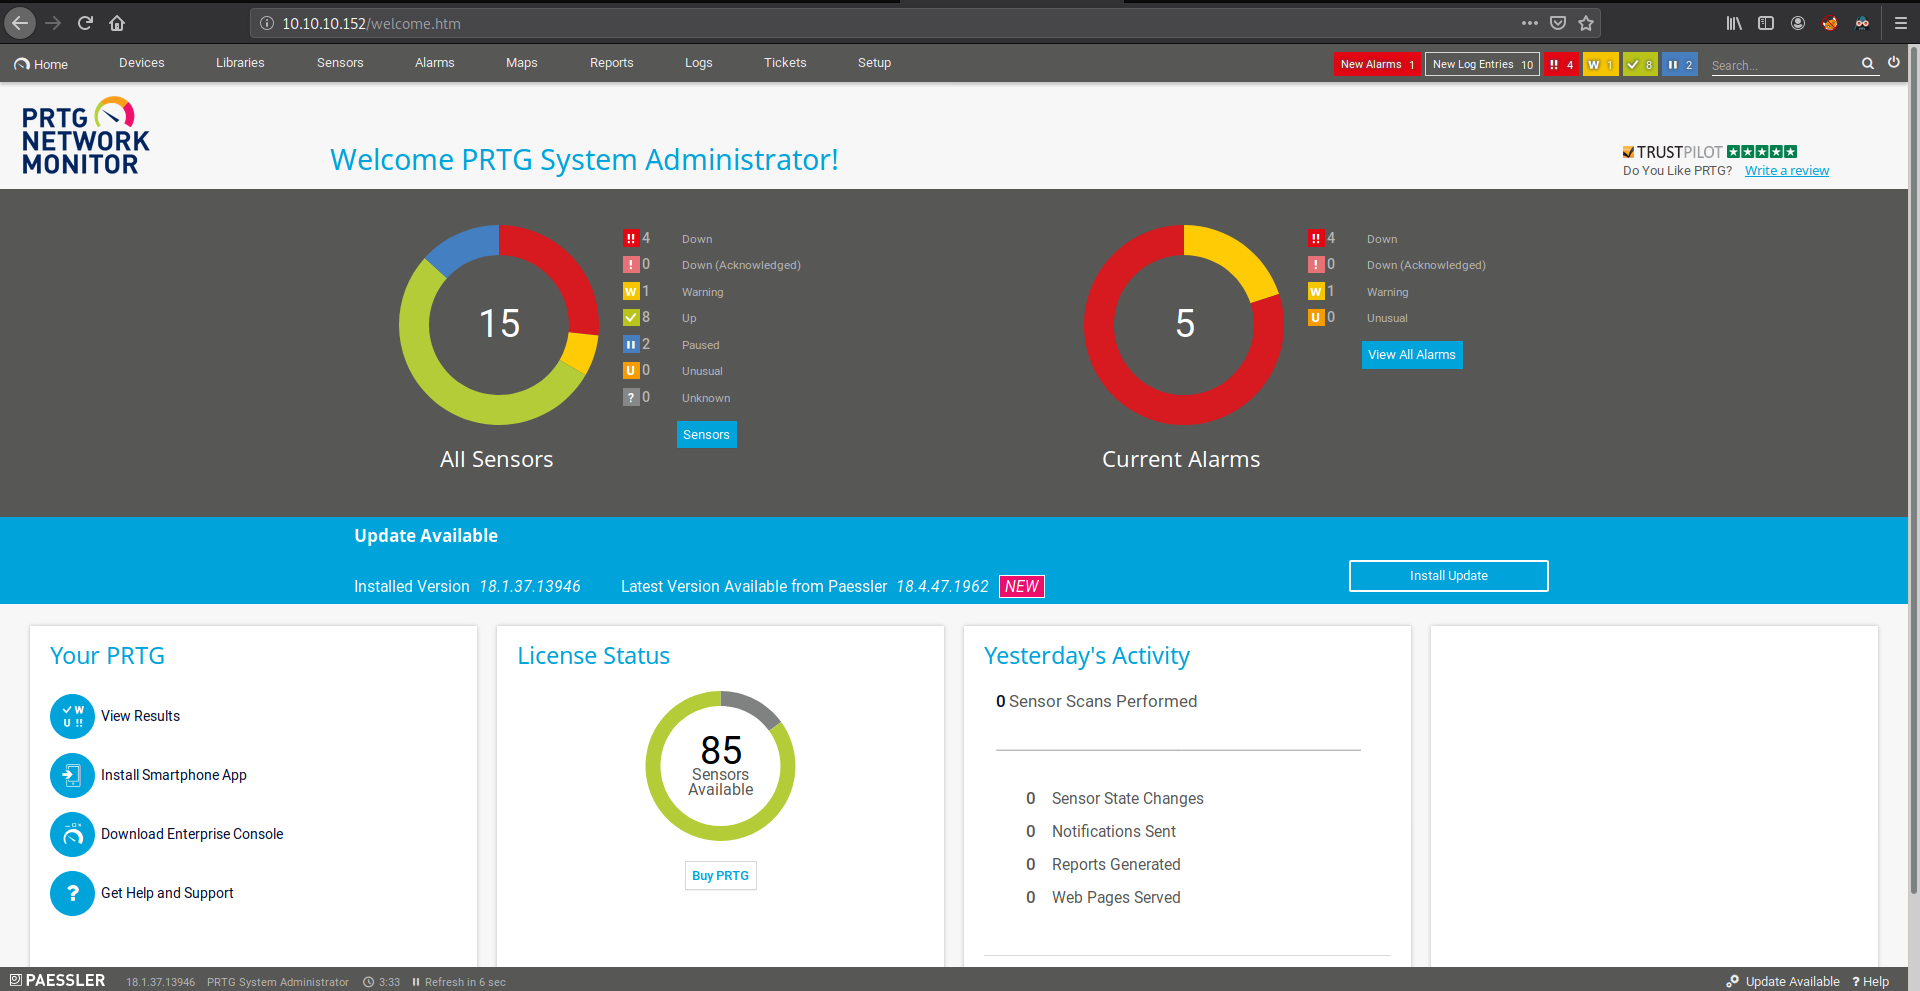 10.10.10.152/welcome.htm
Home Devices Libraries Sensors Alarms Maps Reports Logs Tickets Setup New Alarms 1 New Log Entries 10 !! 4 W 1 8 2 Search...
PRTG
NETWORK
MONITOR
Welcome PRTG System Administrator!
TRUSTPILOT
Do You Like PRTG? Write a review
15
!! 4 Down
! 0 Down (Acknowledged)
W 1 Warning
8 Up
2 Paused
U 0 Unusual
? 0 Unknown
Sensors
All Sensors
5
!! 4 Down
! 0 Down (Acknowledged)
W 1 Warning
U 0 Unusual
View All Alarms
Current Alarms
Update Available
Installed Version 18.1.37.13946 Latest Version Available from Paessler 18.4.47.1962 NEW
Install Update
Your PRTG
W
U !!
View Results
Install Smartphone App
Download Enterprise Console
? Get Help and Support
License Status
85
Sensors
Available
Buy PRTG
Yesterday's Activity
0 Sensor Scans Performed
0 Sensor State Changes
0 Notifications Sent
0 Reports Generated
0 Web Pages Served
PAESSLER 18.1.37.13946 PRTG System Administrator 3:33 Refresh in 6 sec Update Available ? Help